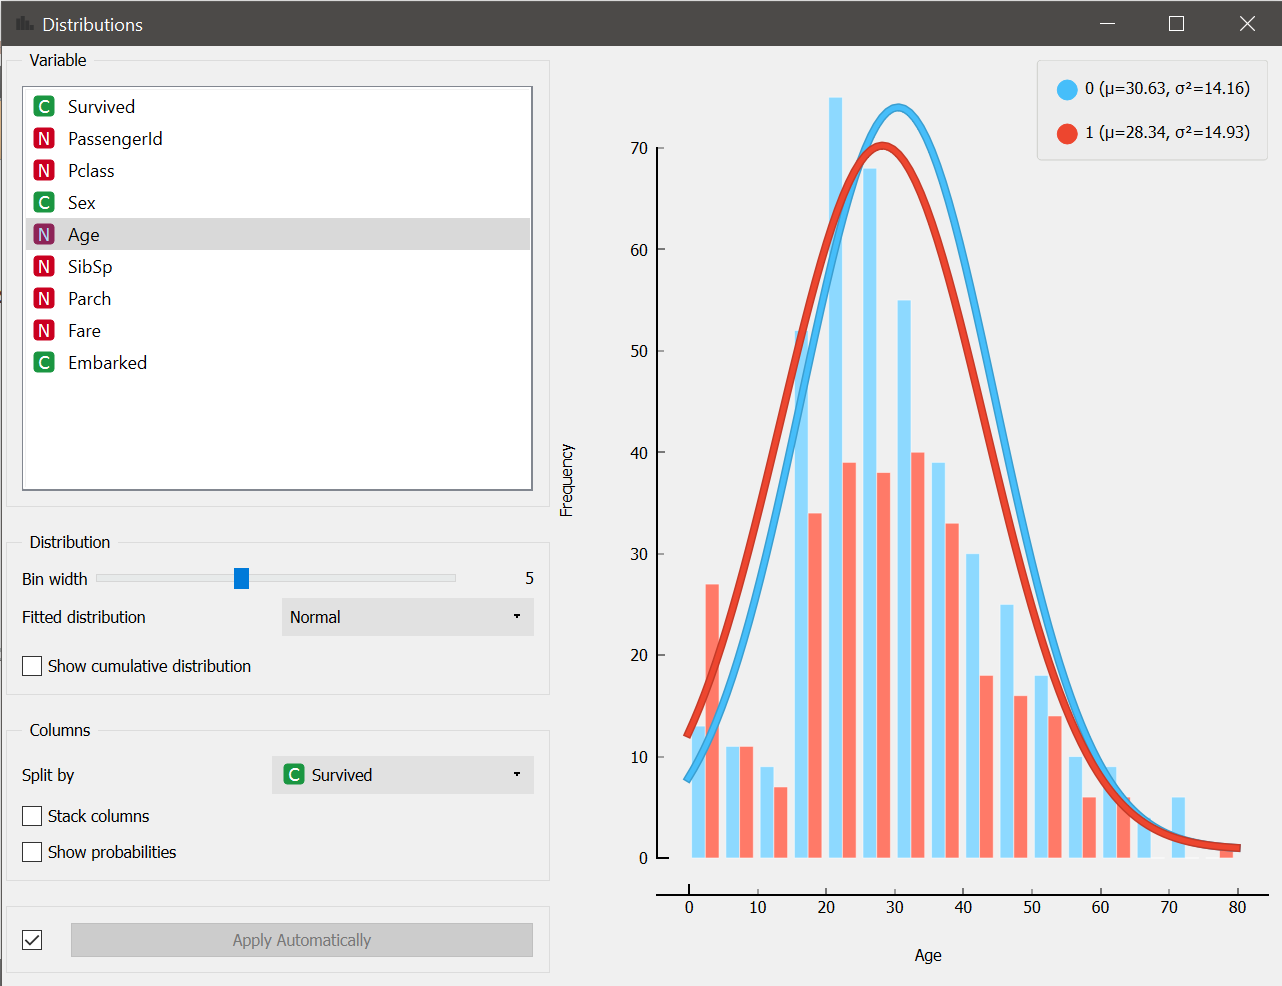 Distributions
Variable
C Survived
N PassengerId
N Pclass
C Sex
N Age
N SibSp
N Parch
N Fare
C Embarked
Distribution
Bin width 5
Fitted distribution Normal
Show cumulative distribution
Columns
Split by C Survived
Stack columns
Show probabilities
Apply Automatically
0 (μ=30.63, σ²=14.16)
1 (μ=28.34, σ²=14.93)
Frequency
70
60
50
40
30
20
10
0
0 10 20 30 40 50 60 70 80
Age